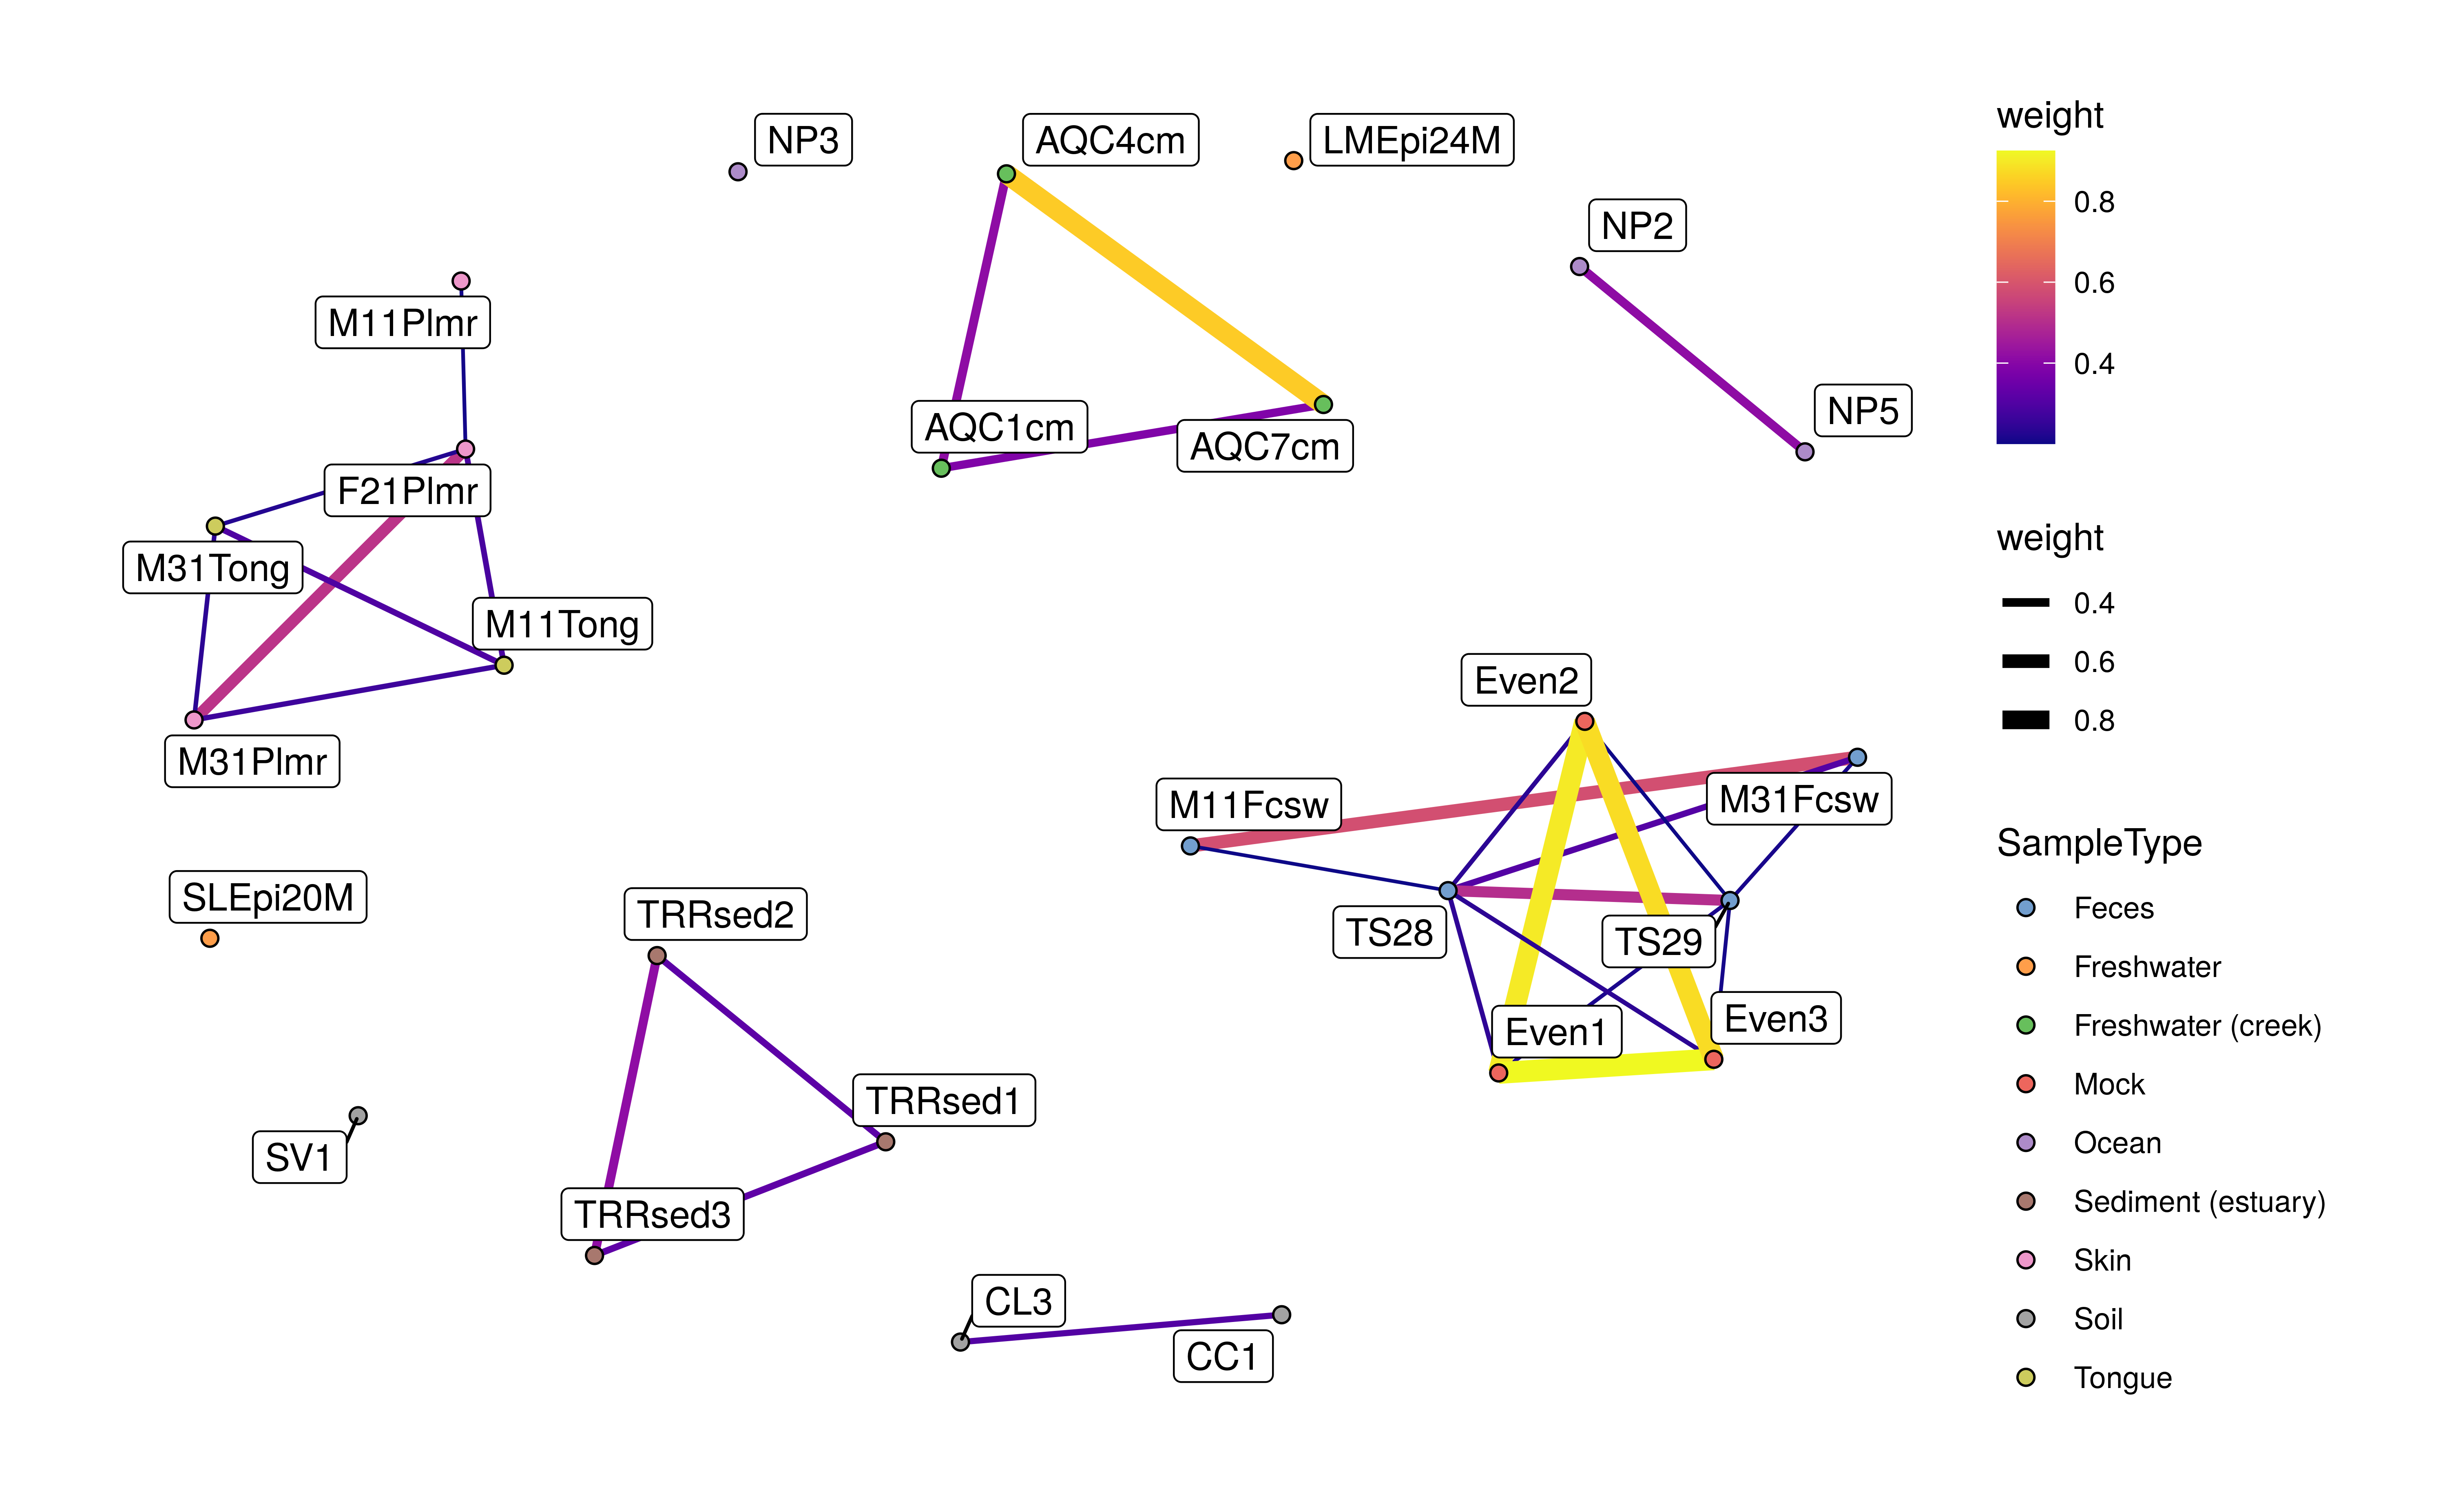 NP3
AQC4cm
LMEpi24M
NP2
M11Plmr
NP5
AQC1cm
AQC7cm
F21Plmr
M31Tong
M11Tong
Even2
M31Plmr
M11Fcsw
M31Fcsw
SLEpi20M
TRRsed2
TS28
TS29
Even1
Even3
TRRsed1
SV1
TRRsed3
CL3
CC1
weight
0.8
0.6
0.4
weight
0.4
0.6
0.8
SampleType
Feces
Freshwater
Freshwater (creek)
Mock
Ocean
Sediment (estuary)
Skin
Soil
Tongue